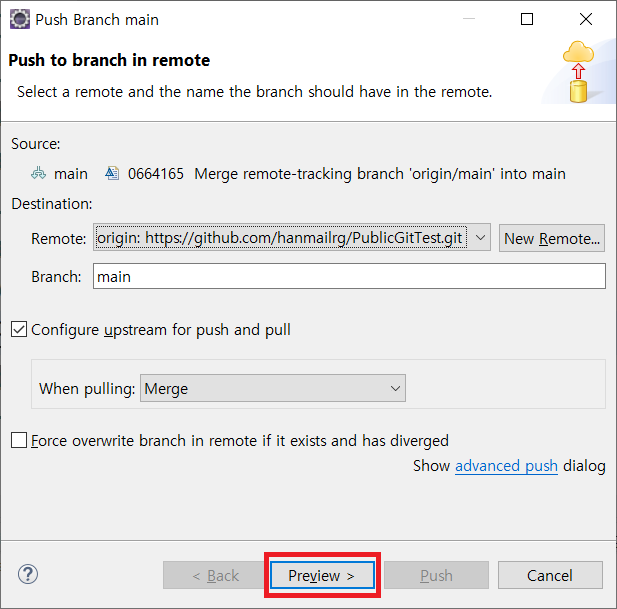 Push Branch main
Push to branch in remote
Select a remote and the name the branch should have in the remote.
Source:
main 0664165 Merge remote-tracking branch 'origin/main' into main
Destination:
Remote: origin: https://github.com/hanmailrg/PublicGitTest.git New Remote...
Branch: main
Configure upstream for push and pull
When pulling: Merge
Force overwrite branch in remote if it exists and has diverged
Show advanced push dialog
? < Back Preview > Push Cancel